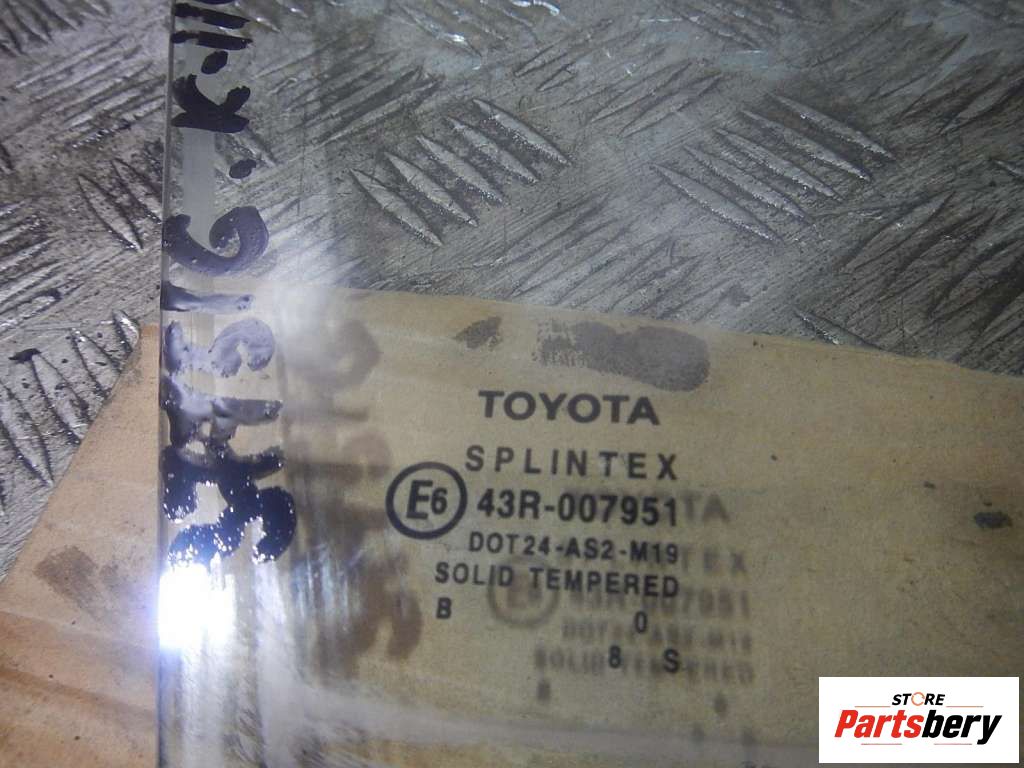 TOYOTA
SPLINTEX
E6 43R-007951
DOT24-AS2-M19
SOLID TEMPERED
B 0
8 S
STORE
Partsbery